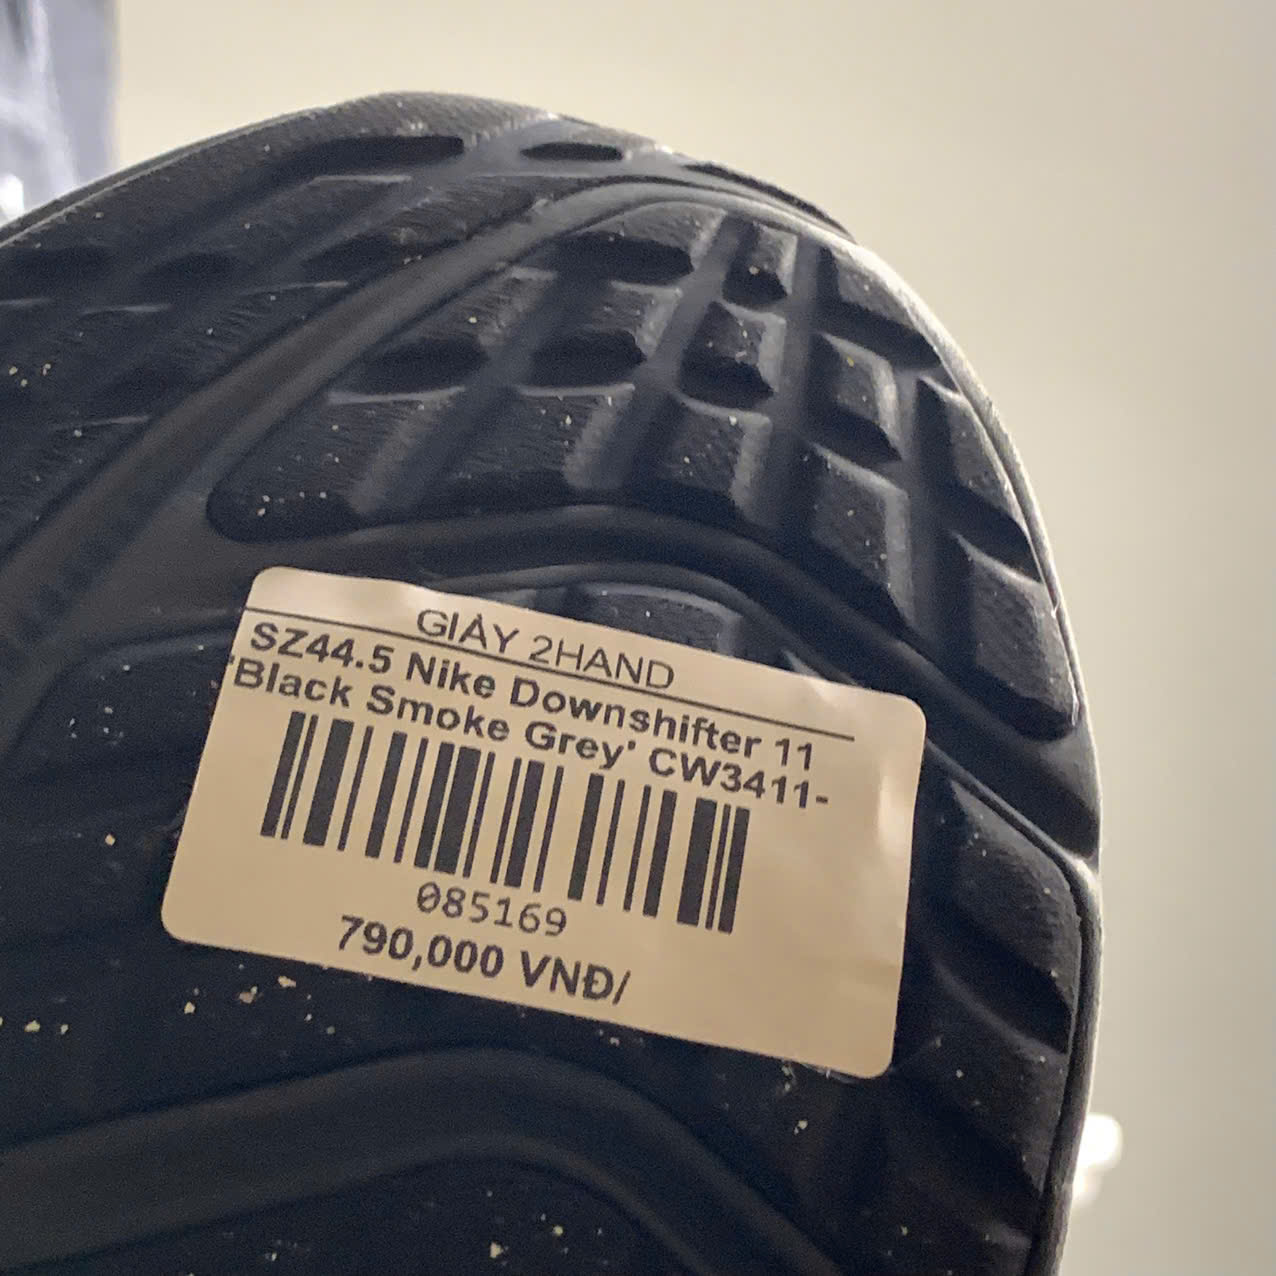 GIÀY 2HAND
SZ44.5 Nike Downshifter 11
'Black Smoke Grey' CW3411-
085169
790,000 VNĐ/